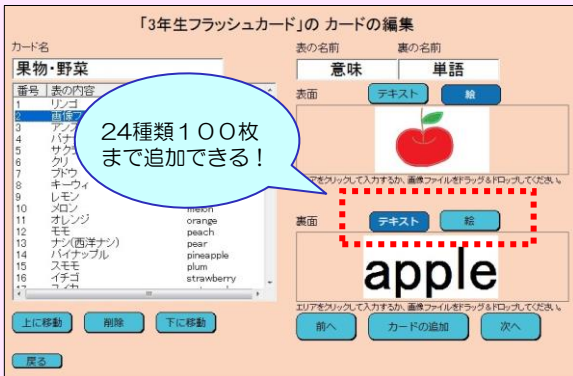 「3年生フラッシュカード」の カードの編集
カード名
表の名前
裏の名前
果物・野菜
意味
単語
番号
表の内容
表面
テキスト
絵
1 リンゴ
2
3
4
5
6 クリ
7 ブドウ
8 キーウィ
9 レモン
10 メロン melon
11 オレンジ orange
12 モモ peach
13 ナシ(西洋ナシ) pear
14 パイナップル pineapple
15 スモモ plum
16 イチゴ strawberry
17
24種類100枚
まで追加できる!
エリアをクリックして入力するか、画像ファイルをドラッグ&ドロップしてください。
裏面
テキスト
絵
apple
エリアをクリックして入力するか、画像ファイルをドラッグ&ドロップしてください。
上に移動
削除
下に移動
前へ
カードの追加
次へ
戻る